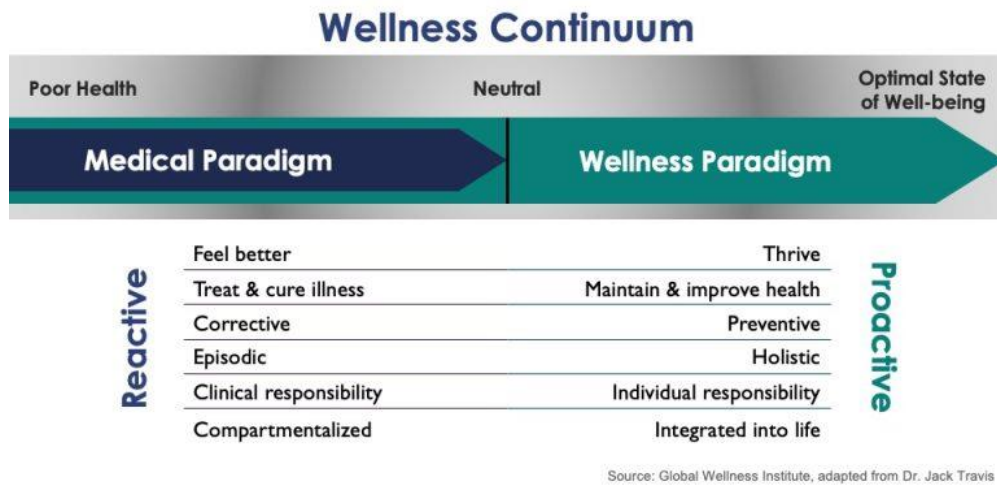 Wellness Continuum
Poor Health
Neutral
Optimal State
of Well-being
Medical Paradigm
Wellness Paradigm
Reactive
Feel better
Thrive
Treat & cure illness
Maintain & improve health
Corrective
Preventive
Episodic
Holistic
Clinical responsibility
Individual responsibility
Compartmentalized
Integrated into life
Proactive
Source: Global Wellness Institute, adapted from Dr. Jack Travis